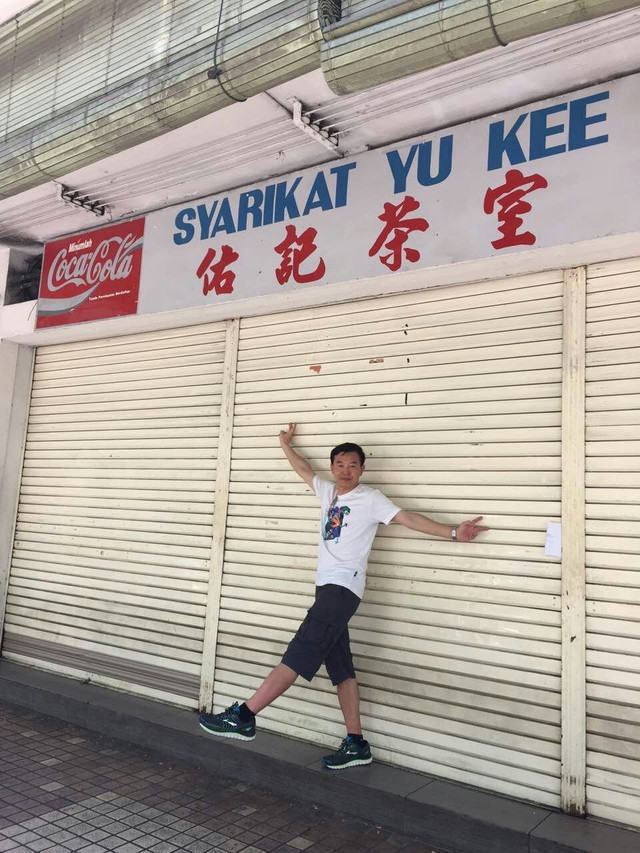 SYARIKAT YU KEE
佑記茶室
Minumlah
Coca-Cola